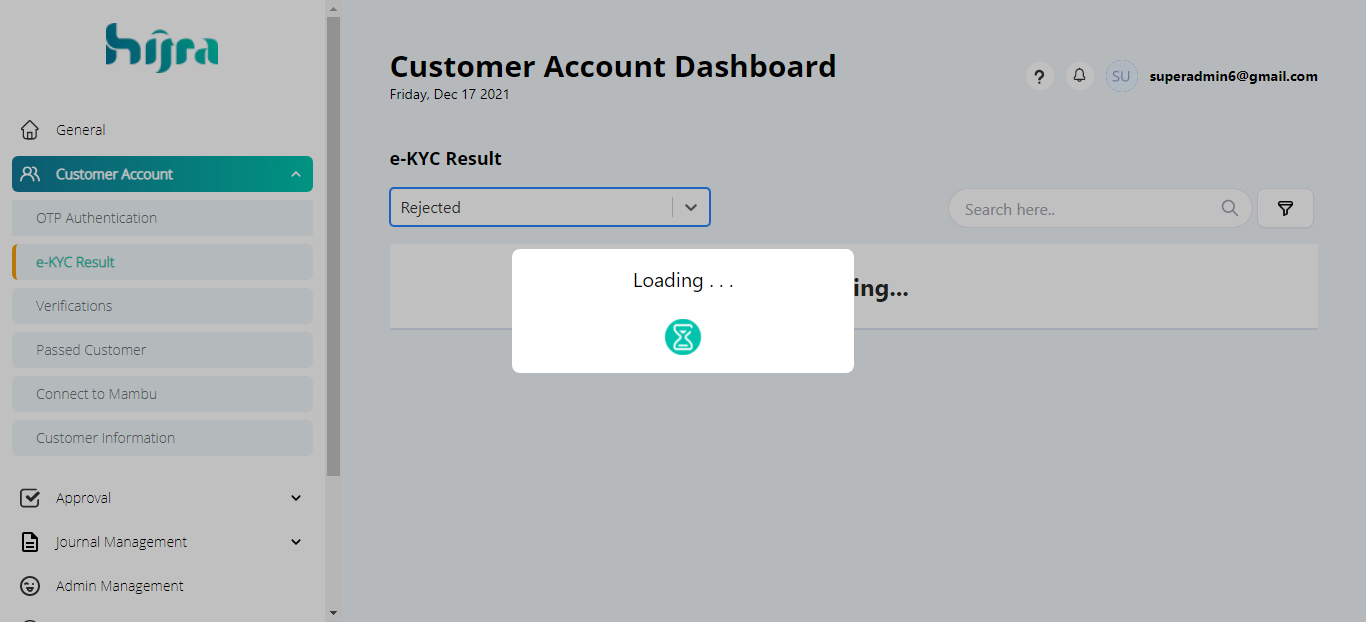 hijra
General
Customer Account
OTP Authentication
e-KYC Result
Verifications
Passed Customer
Connect to Mambu
Customer Information
Approval
Journal Management
Admin Management
Customer Account Dashboard
Friday, Dec 17 2021
?
SU
superadmin6@gmail.com
e-KYC Result
Rejected
Search here..
Loading . . .
ing...